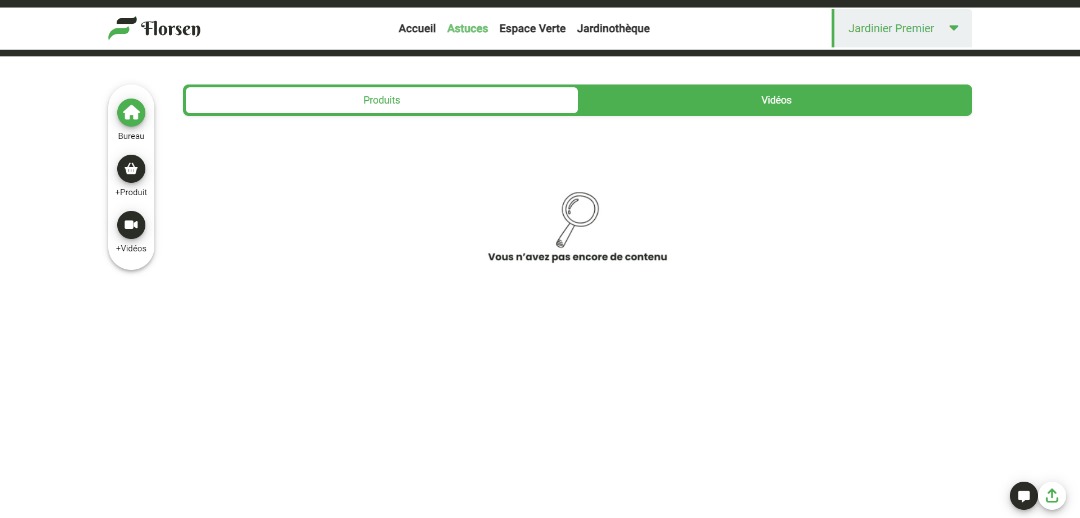 Florsen
Accueil Astuces Espace Verte Jardinothèque
Jardinier Premier
Produits Vidéos
Bureau
+Produit
+Vidéos
Vous n'avez pas encore de contenu